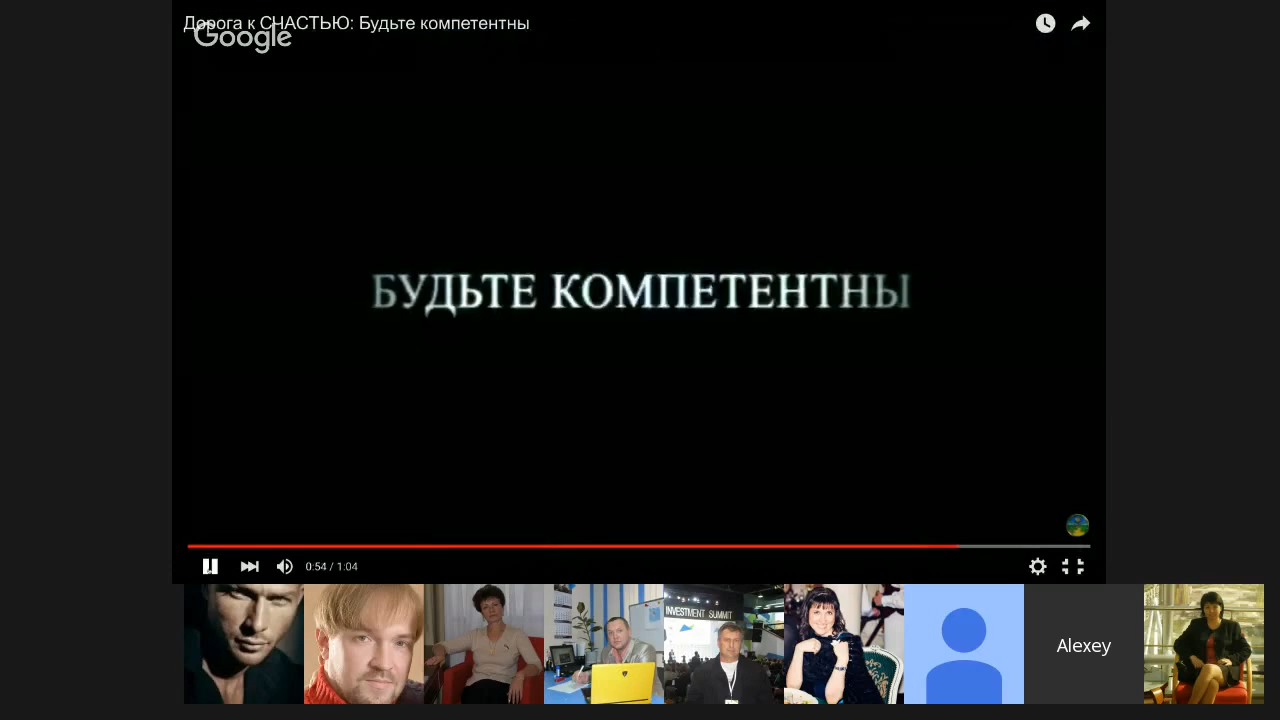 Дорога к СЧАСТЬЮ: Будьте компетентны
Google
БУДЬТЕ КОМПЕТЕНТНЫ
0:54 / 1:04
INVESTMENT SUMMIT
Alexey